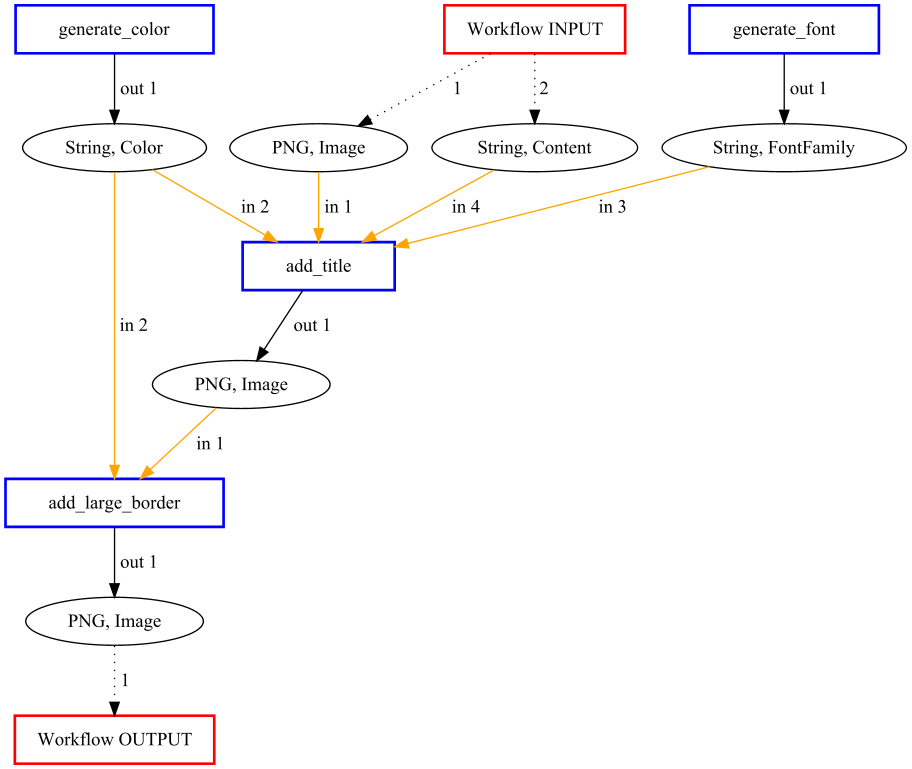 generate_color
Workflow INPUT
generate_font
out 1
1
2
out 1
String, Color
PNG, Image
String, Content
String, FontFamily
in 2
in 1
in 4
in 3
add_title
in 2
out 1
PNG, Image
in 1
add_large_border
out 1
PNG, Image
1
Workflow OUTPUT